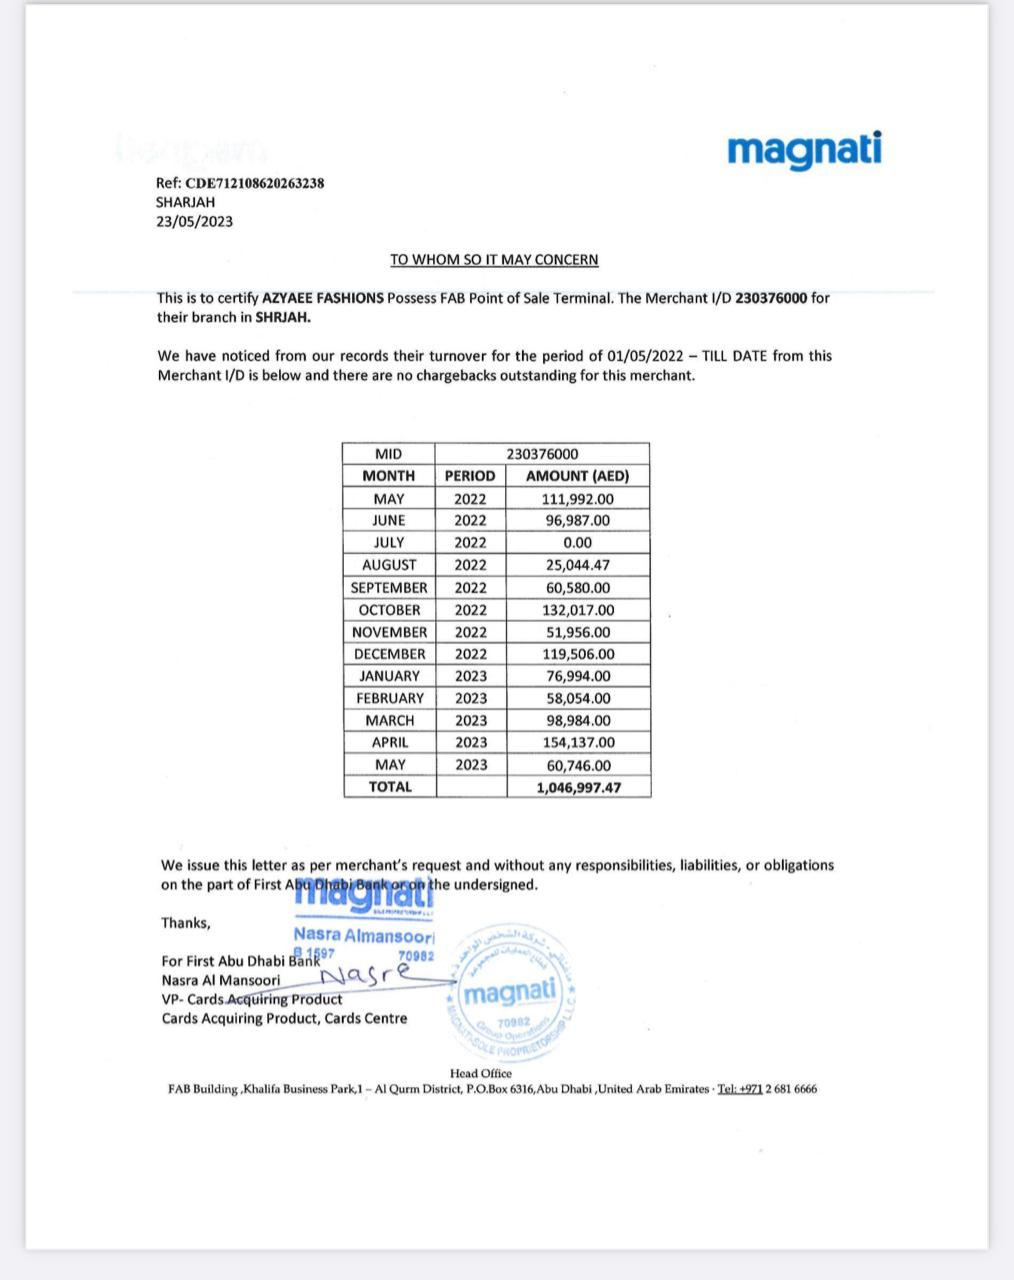 magnati
Ref: CDE712108620263238
SHARJAH
23/05/2023
TO WHOM SO IT MAY CONCERN
This is to certify AZYAEE FASHIONS Possess FAB Point of Sale Terminal. The Merchant I/D 230376000 for
their branch in SHRJAH.
We have noticed from our records their turnover for the period of 01/05/2022 – TILL DATE from this
Merchant I/D is below and there are no chargebacks outstanding for this merchant.
MID 230376000
MONTH PERIOD AMOUNT (AED)
MAY 2022 111,992.00
JUNE 2022 96,987.00
JULY 2022 0.00
AUGUST 2022 25,044.47
SEPTEMBER 2022 60,580.00
OCTOBER 2022 132,017.00
NOVEMBER 2022 51,956.00
DECEMBER 2022 119,506.00
JANUARY 2023 76,994.00
FEBRUARY 2023 58,054.00
MARCH 2023 98,984.00
APRIL 2023 154,137.00
MAY 2023 60,746.00
TOTAL 1,046,997.47
We issue this letter as per merchant's request and without any responsibilities, liabilities, or obligations
on the part of First Abu Dhabi Bank or on the undersigned.
magnati
Thanks,
Nasra Almansoori
B 1597 70982
For First Abu Dhabi Bank
Nasra Al Mansoori
Nasre
VP- Cards Acquiring Product
Cards Acquiring Product, Cards Centre
magnati
70982
Group Operations
MAGNATI-SOLE PROPRIETORSHIP L.L.C
Head Office
FAB Building ,Khalifa Business Park,1 – Al Qurm District, P.O.Box 6316,Abu Dhabi ,United Arab Emirates · Tel: +971 2 681 6666